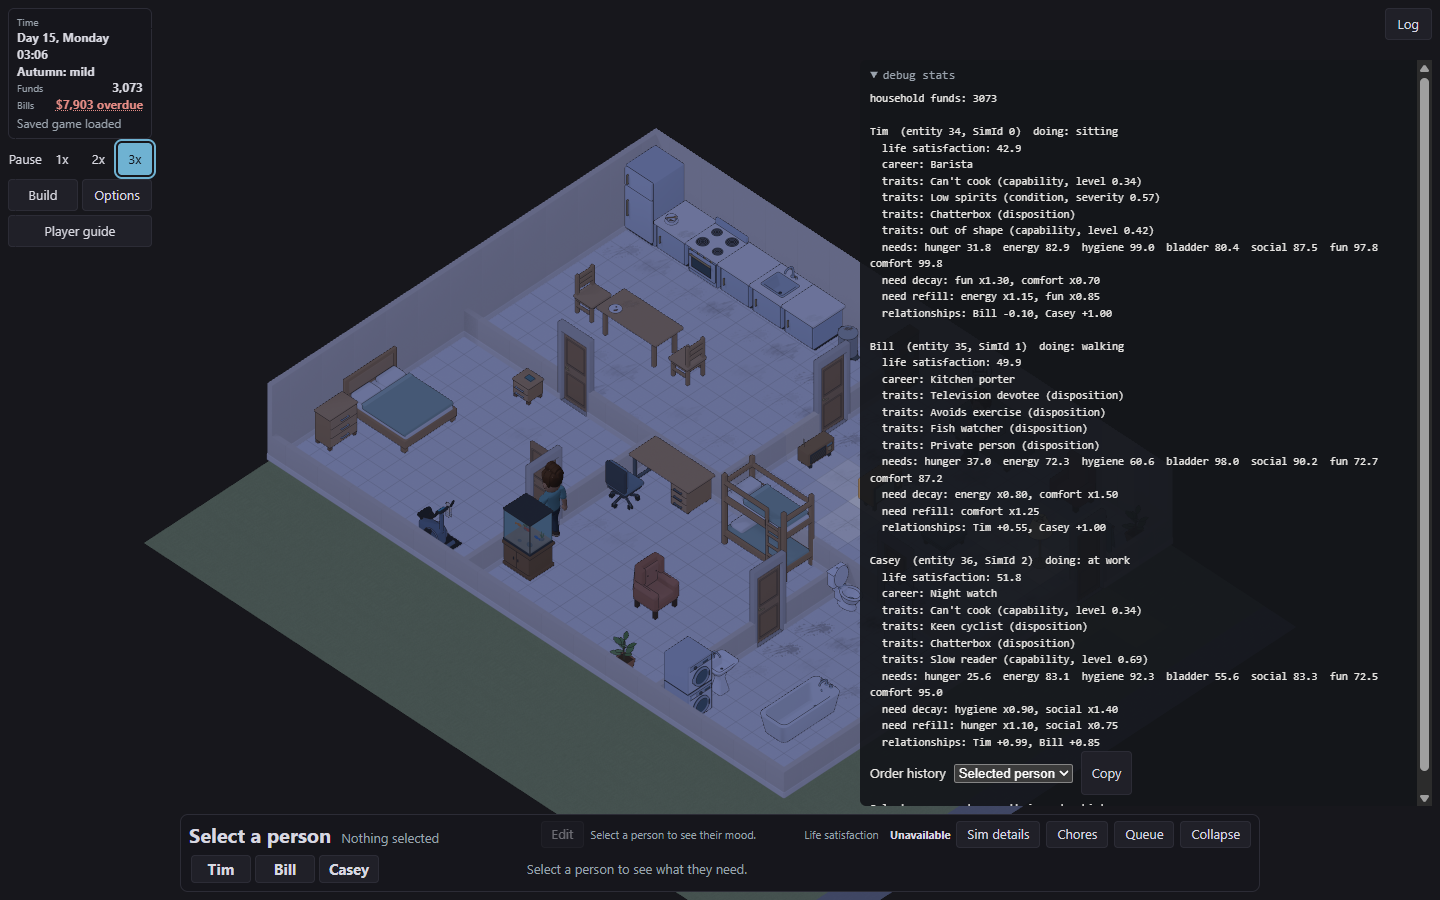 Time
Day 15, Monday
03:06
Autumn: mild
Funds 3,073
Bills $7,903 overdue
Saved game loaded
Pause 1x 2x 3x
Build Options
Player guide
Log
▼ debug stats
household funds: 3073
Tim (entity 34, SimId 0) doing: sitting
life satisfaction: 42.9
career: Barista
traits: Can't cook (capability, level 0.34)
traits: Low spirits (condition, severity 0.57)
traits: Chatterbox (disposition)
traits: Out of shape (capability, level 0.42)
needs: hunger 31.8 energy 82.9 hygiene 99.0 bladder 80.4 social 87.5 fun 97.8
comfort 99.8
need decay: fun x1.30, comfort x0.70
need refill: energy x1.15, fun x0.85
relationships: Bill -0.10, Casey +1.00
Bill (entity 35, SimId 1) doing: walking
life satisfaction: 49.9
career: Kitchen porter
traits: Television devotee (disposition)
traits: Avoids exercise (disposition)
traits: Fish watcher (disposition)
traits: Private person (disposition)
needs: hunger 37.0 energy 72.3 hygiene 60.6 bladder 98.0 social 90.2 fun 72.7
comfort 87.2
need decay: energy x0.80, comfort x1.50
need refill: comfort x1.25
relationships: Tim +0.55, Casey +1.00
Casey (entity 36, SimId 2) doing: at work
life satisfaction: 51.8
career: Night watch
traits: Can't cook (capability, level 0.34)
traits: Keen cyclist (disposition)
traits: Chatterbox (disposition)
traits: Slow reader (capability, level 0.69)
needs: hunger 25.6 energy 83.1 hygiene 92.3 bladder 55.6 social 83.3 fun 72.5
comfort 95.0
need decay: hygiene x0.90, social x1.40
need refill: hunger x1.10, social x0.75
relationships: Tim +0.99, Bill +0.85
Order history Selected person Copy
Select a person Nothing selected
Edit Select a person to see their mood.
Life satisfaction Unavailable Sim details Chores Queue Collapse
Tim Bill Casey
Select a person to see what they need.